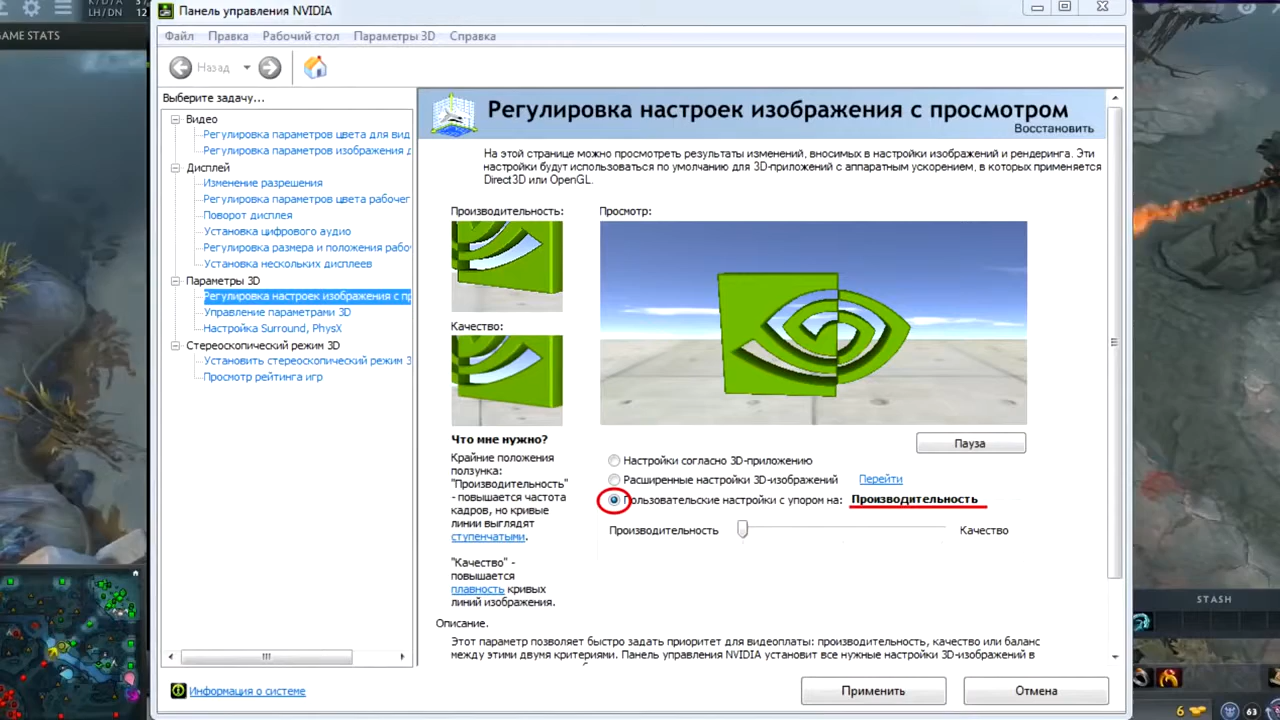 K / D / A
LH / DN 12
GAME STATS
Панель управления NVIDIA
Файл Правка Рабочий стол Параметры 3D Справка
Назад
Выберите задачу...
Видео
Регулировка параметров цвета для вид
Регулировка параметров изображения д
Дисплей
Изменение разрешения
Регулировка параметров цвета рабочег
Поворот дисплея
Установка цифрового аудио
Регулировка размера и положения рабо
Установка нескольких дисплеев
Параметры 3D
Регулировка настроек изображения с пр
Управление параметрами 3D
Настройка Surround, PhysX
Стереоскопический режим 3D
Установить стереоскопический режим 3
Просмотр рейтинга игр
Информация о системе
Регулировка настроек изображения с просмотром
Восстановить
На этой странице можно просмотреть результаты изменений, вносимых в настройки изображений и рендеринга. Эти
настройки будут использоваться по умолчанию для 3D-приложений с аппаратным ускорением, в которых применяется
Direct3D или OpenGL.
Производительность:
Просмотр:
Качество:
Что мне нужно?
Крайние положения
ползунка:
"Производительность"
- повышается частота
кадров, но кривые
линии выглядят
ступенчатыми.
"Качество" -
повышается
плавность кривых
линий изображения.
Пауза
Настройки согласно 3D-приложению
Расширенные настройки 3D-изображений Перейти
Пользовательские настройки с упором на: Производительность
Производительность Качество
Описание.
Этот параметр позволяет быстро задать приоритет для видеоплаты: производительность, качество или баланс
между этими двумя критериями. Панель управления NVIDIA установит все нужные настройки 3D-изображений в
Применить Отмена
STASH
6
63